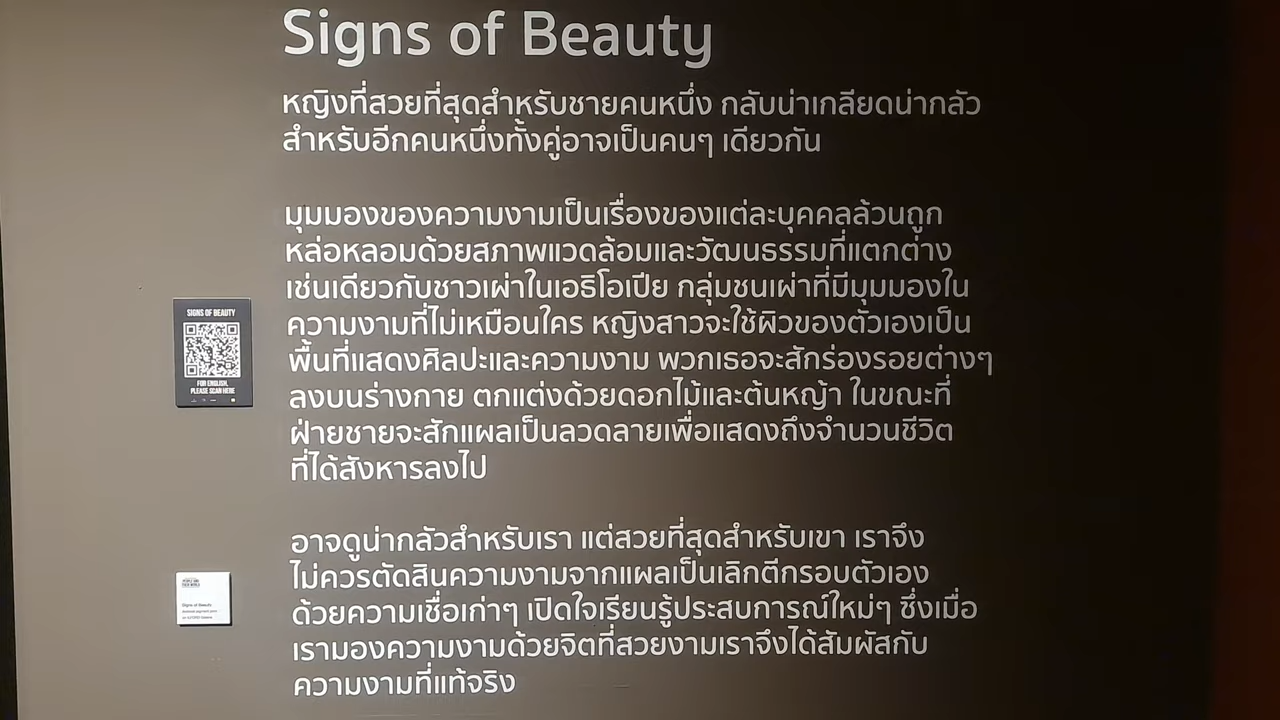 Signs of Beauty
หญิงที่สวยที่สุดสำหรับชายคนหนึ่ง กลับน่าเกลียดน่ากลัว
สำหรับอีกคนหนึ่งทั้งคู่อาจเป็นคนๆ เดียวกัน
มุมมองของความงามเป็นเรื่องของแต่ละบุคคลล้วนถูก
หล่อหลอมด้วยสภาพแวดล้อมและวัฒนธรรมที่แตกต่าง
เช่นเดียวกับชาวเผ่าในเอธิโอเปีย กลุ่มชนเผ่าที่มีมุมมองใน
ความงามที่ไม่เหมือนใคร หญิงสาวจะใช้ผิวของตัวเองเป็น
พื้นที่แสดงศิลปะและความงาม พวกเธอจะสักร่องรอยต่างๆ
ลงบนร่างกาย ตกแต่งด้วยดอกไม้และต้นหญ้า ในขณะที่
ฝ่ายชายจะสักแผลเป็นลวดลายเพื่อแสดงถึงจำนวนชีวิต
ที่ได้สังหารลงไป
อาจดูน่ากลัวสำหรับเรา แต่สวยที่สุดสำหรับเขา เราจึง
ไม่ควรตัดสินความงามจากแผลเป็นเลิกตีกรอบตัวเอง
ด้วยความเชื่อเก่าๆ เปิดใจเรียนรู้ประสบการณ์ใหม่ๆ ซึ่งเมื่อ
เรามองความงามด้วยจิตที่สวยงามเราจึงได้สัมผัสกับ
ความงามที่แท้จริง
SIGNS OF BEAUTY
FOR ENGLISH,
PLEASE SCAN HERE
Signs of Beauty